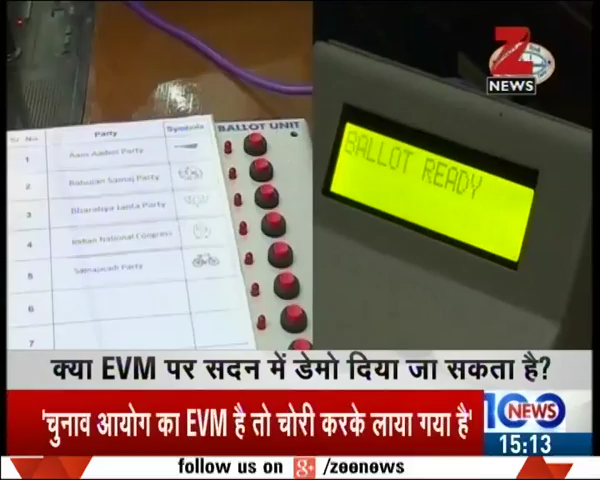 Z
NEWS
Sr. No. Party Symbols
BALLOT UNIT
1 Aam Aadmi Party
2 Bahujan Samaj Party
3 Bharatiya Janta Party
4 Indian National Congress
5 Samajwadi Party
6
7
BALLOT READY
क्या EVM पर सदन में डेमो दिया जा सकता है?
'चुनाव आयोग का EVM है तो चोरी करके लाया गया है'
100
NEWS
15:13
follow us on g+ /zeenews